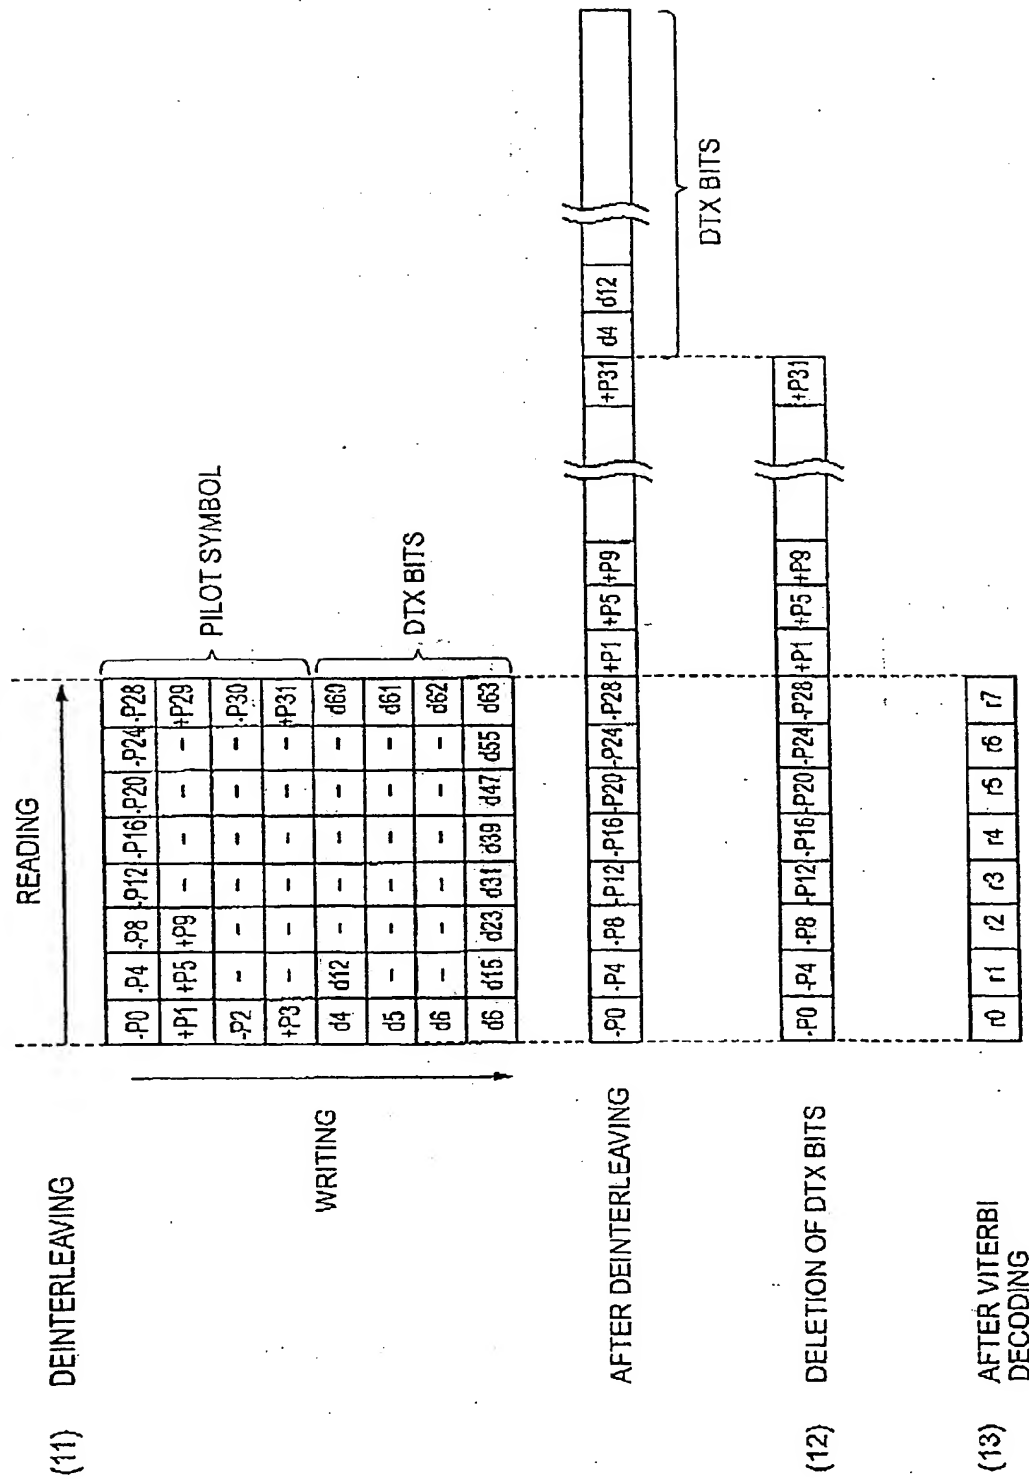 (11) DEINTERLEAVING
READING
WRITING
-P0 -P4 -P8 -P12 -P16 -P20 -P24 -P28
+P1 +P5 +P9 - - - - +P29
-P2 - - - - - - -P30
+P3 - - - - - - +P31
d4 d12 - - - - - d60
d5 - - - - - - d61
d6 - - - - - - d62
d6 d15 d23 d31 d39 d47 d55 d63
PILOT SYMBOL
DTX BITS
AFTER DEINTERLEAVING
-P0 -P4 -P8 -P12 -P16 -P20 -P24 -P28 +P1 +P5 +P9 +P31 d4 d12
DTX BITS
(12) DELETION OF DTX BITS
-P0 -P4 -P8 -P12 -P16 -P20 -P24 -P28 +P1 +P5 +P9 +P31
(13) AFTER VITERBI
DECODING
r0 r1 r2 r3 r4 r5 r6 r7